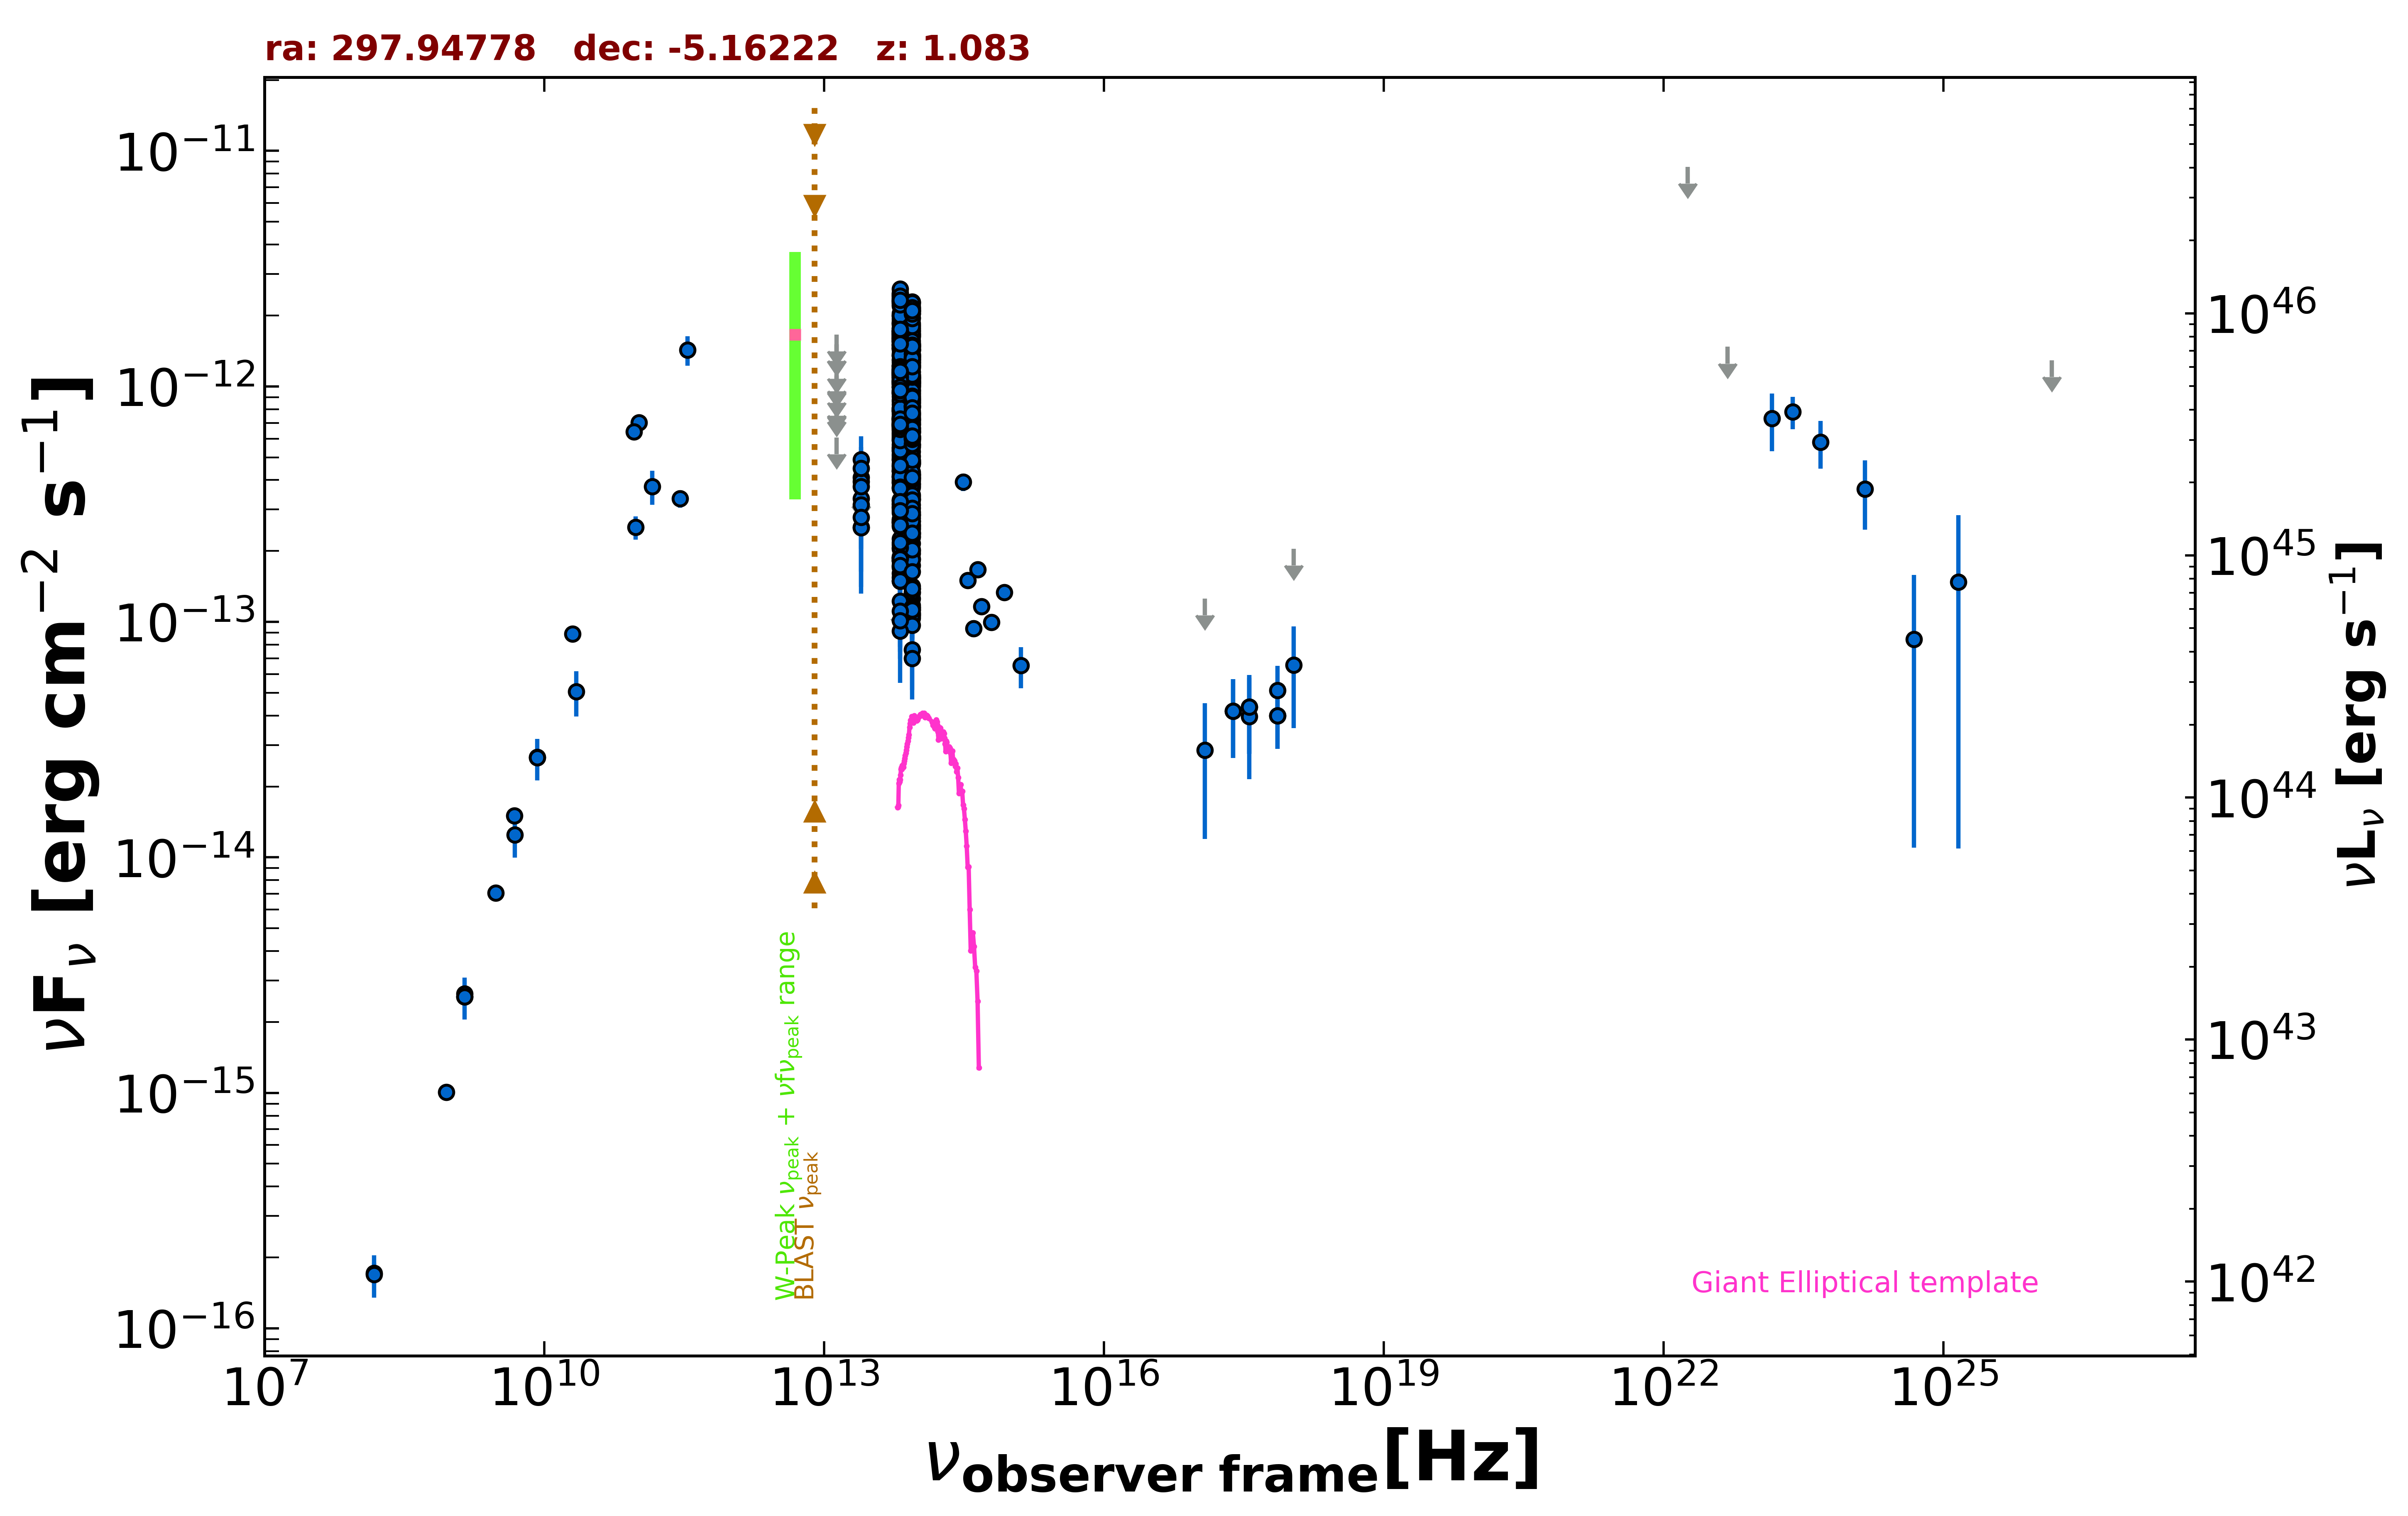 ra: 297.94778   dec: -5.16222   z: 1.083
νF_ν [erg cm^−2 s^−1]
10^−11
10^−12
10^−13
10^−14
10^−15
10^−16
10^46
10^45
10^44
10^43
10^42
νL_ν [erg s^−1]
W-Peak ν_peak + νfν_peak range
BLAST ν_peak
Giant Elliptical template
10^7
10^10
10^13
10^16
10^19
10^22
10^25
ν_observer frame [Hz]